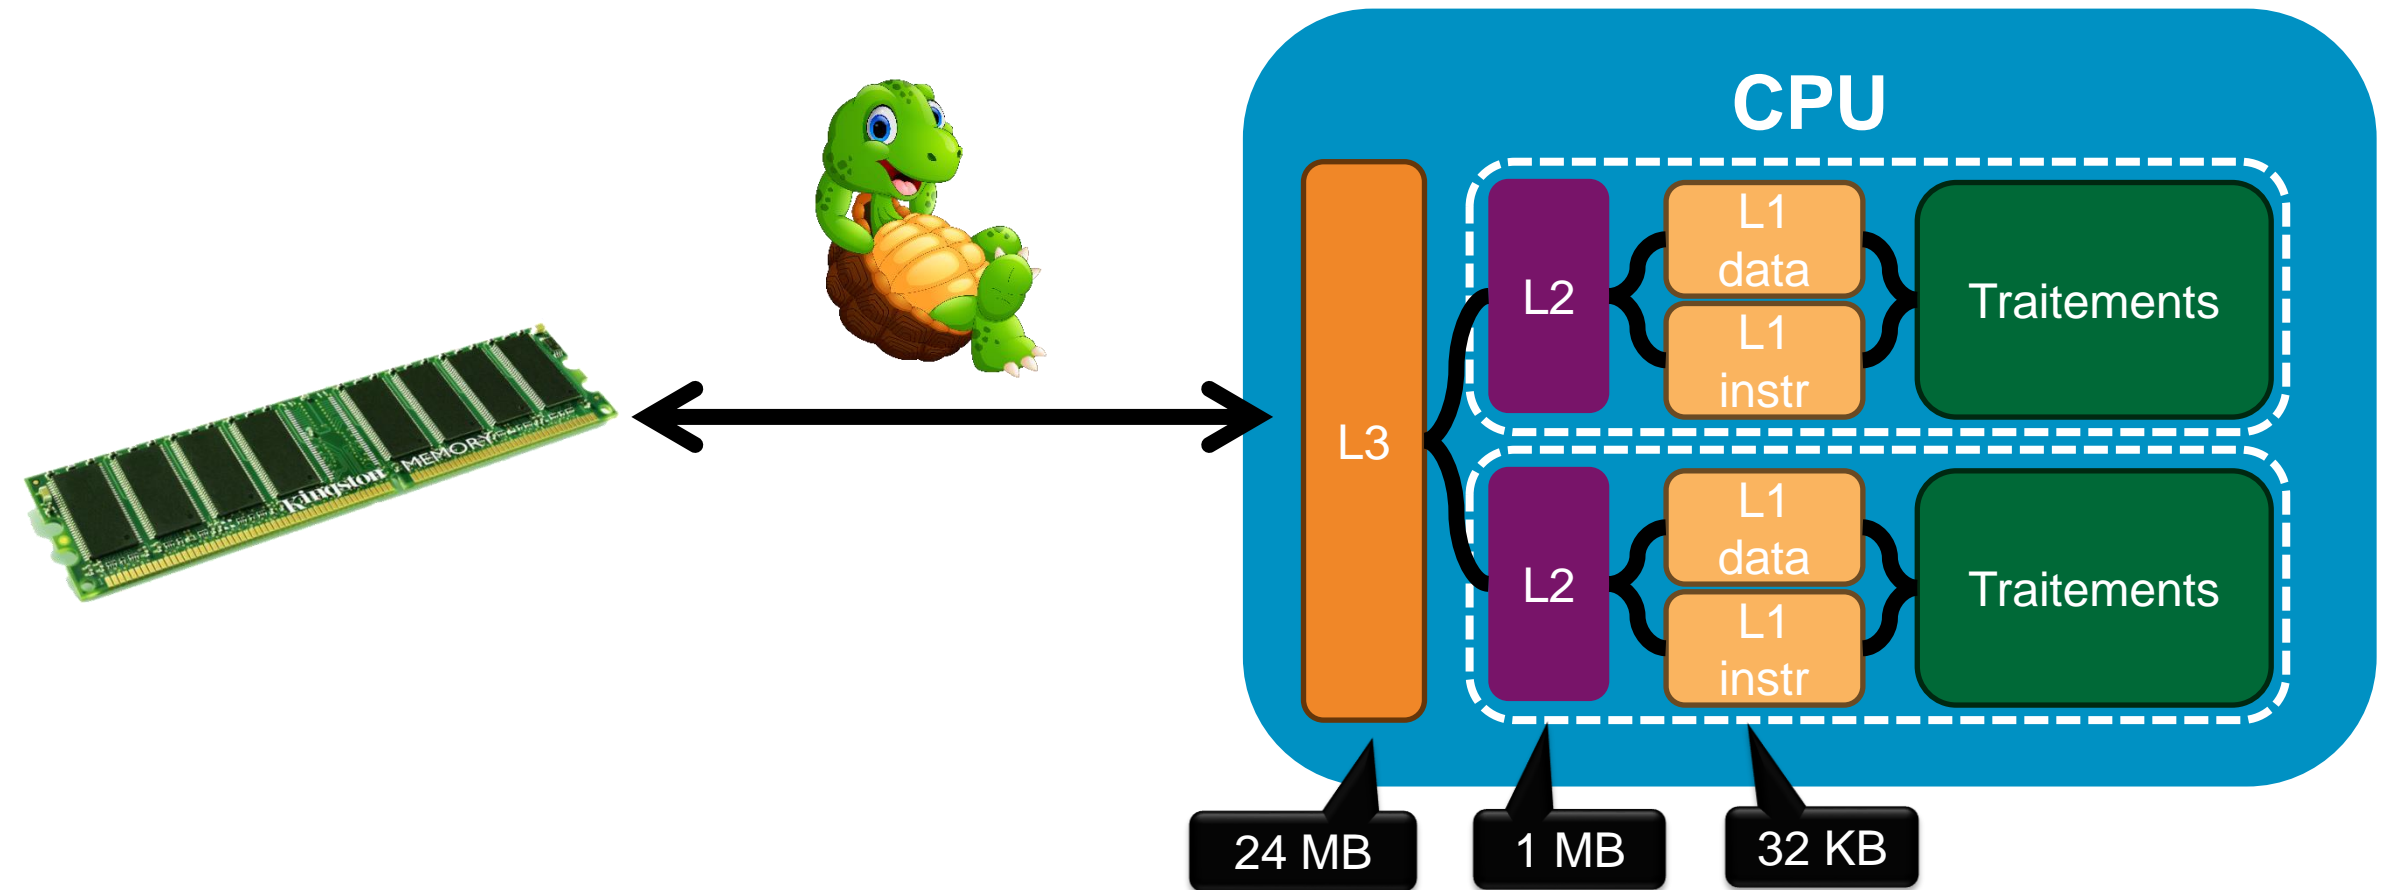 CPU
L3
L2
L1
data
L1
instr
Traitements
L2
L1
data
L1
instr
Traitements
Kingston
MEMORY
24 MB
1 MB
32 KB